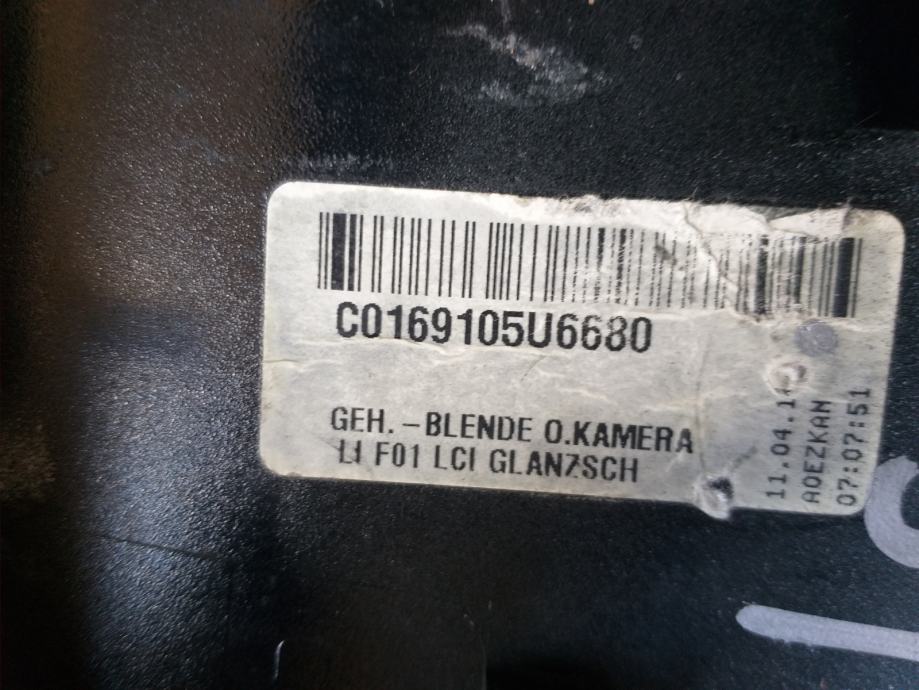 C0169105U6680
GEH.-BLENDE O.KAMERA
LI F01 LCI GLANZSCH
AOEZKAN
07:07:51